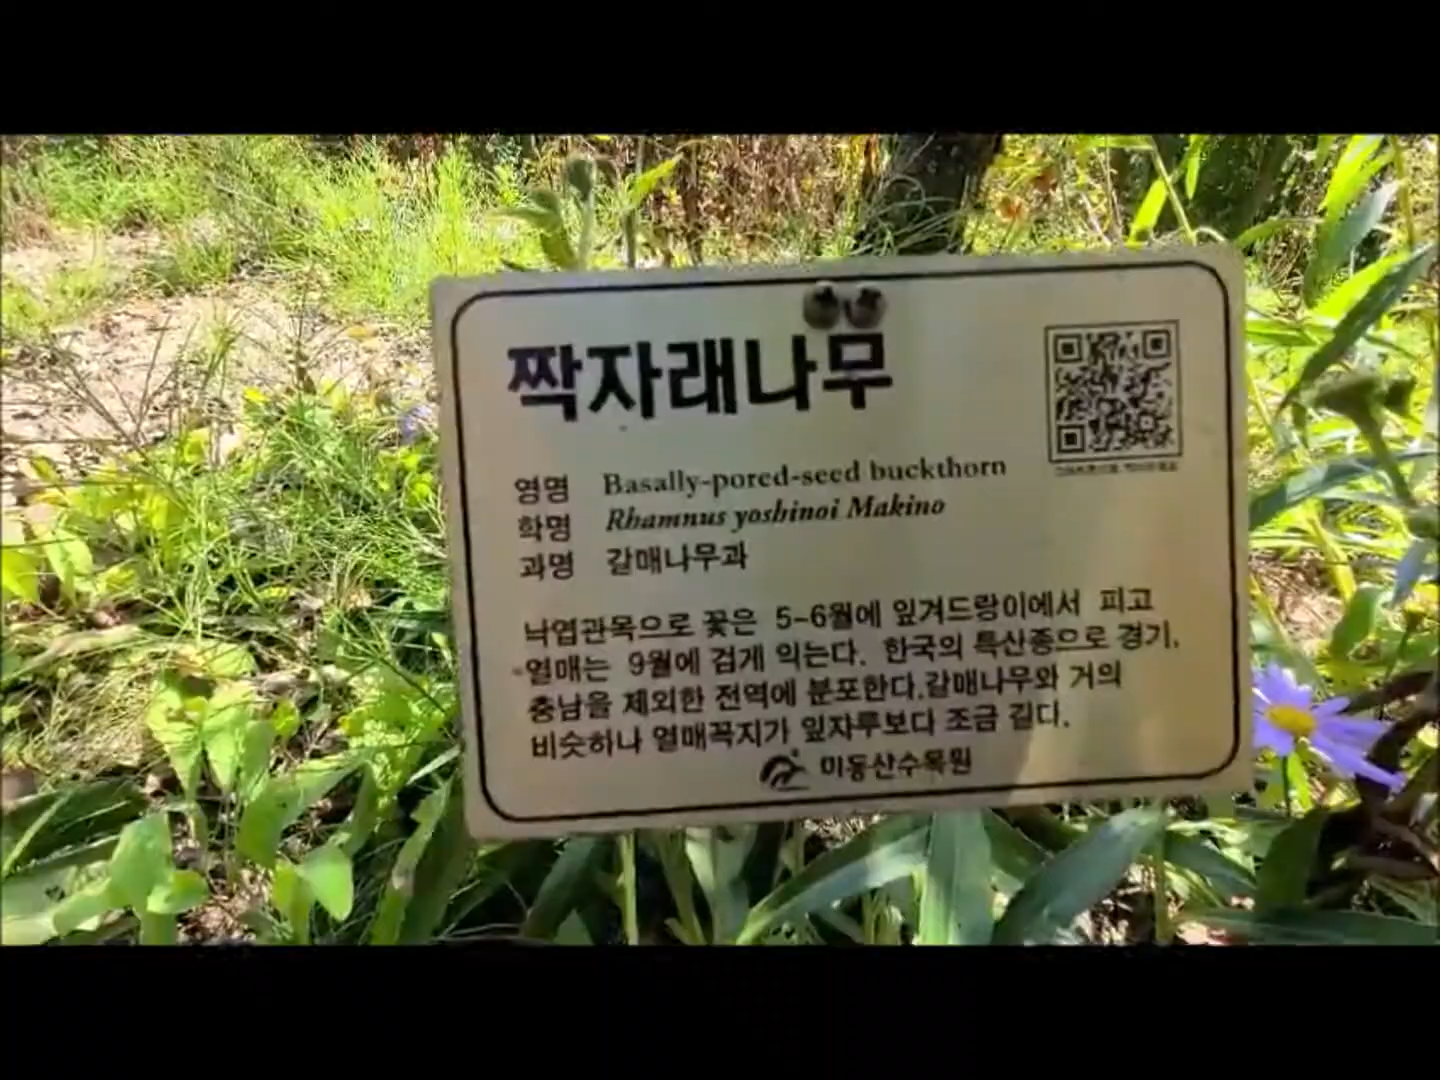 짝자래나무
영명 Basally-pored-seed buckthorn
학명 Rhamnus yoshinoi Makino
과명 갈매나무과
낙엽관목으로 꽃은 5-6월에 잎겨드랑이에서 피고
열매는 9월에 검게 익는다. 한국의 특산종으로 경기,
충남을 제외한 전역에 분포한다.갈매나무와 거의
비슷하나 열매꼭지가 잎자루보다 조금 길다.
미동산수목원